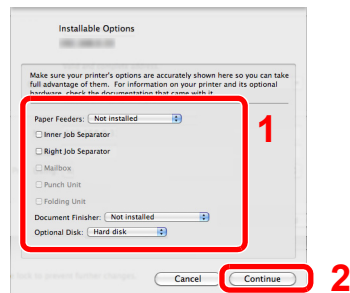 Installable Options
Make sure your printer's options are accurately shown here so you can take
full advantage of them. For information on your printer and its optional
hardware, check the documentation that came with it.
Paper Feeders: Not installed
Inner Job Separator
Right Job Separator
Mailbox
Punch Unit
Folding Unit
Document Finisher: Not installed
Optional Disk: Hard disk
1
Cancel
Continue
2